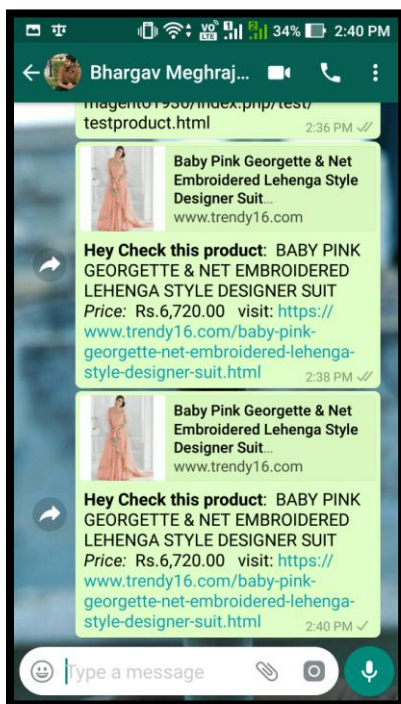 VO 34% 2:40 PM
Bhargav Meghraj...
magento1930/index.php/test/
testproduct.html
2:36 PM
Baby Pink Georgette & Net
Embroidered Lehenga Style
Designer Suit...
www.trendy16.com
Hey Check this product: BABY PINK
GEORGETTE & NET EMBROIDERED
LEHENGA STYLE DESIGNER SUIT
Price: Rs.6,720.00 visit: https://
www.trendy16.com/baby-pink-
georgette-net-embroidered-lehenga-
style-designer-suit.html
2:38 PM
Baby Pink Georgette & Net
Embroidered Lehenga Style
Designer Suit...
www.trendy16.com
Hey Check this product: BABY PINK
GEORGETTE & NET EMBROIDERED
LEHENGA STYLE DESIGNER SUIT
Price: Rs.6,720.00 visit: https://
www.trendy16.com/baby-pink-
georgette-net-embroidered-lehenga-
style-designer-suit.html
2:40 PM
Type a message